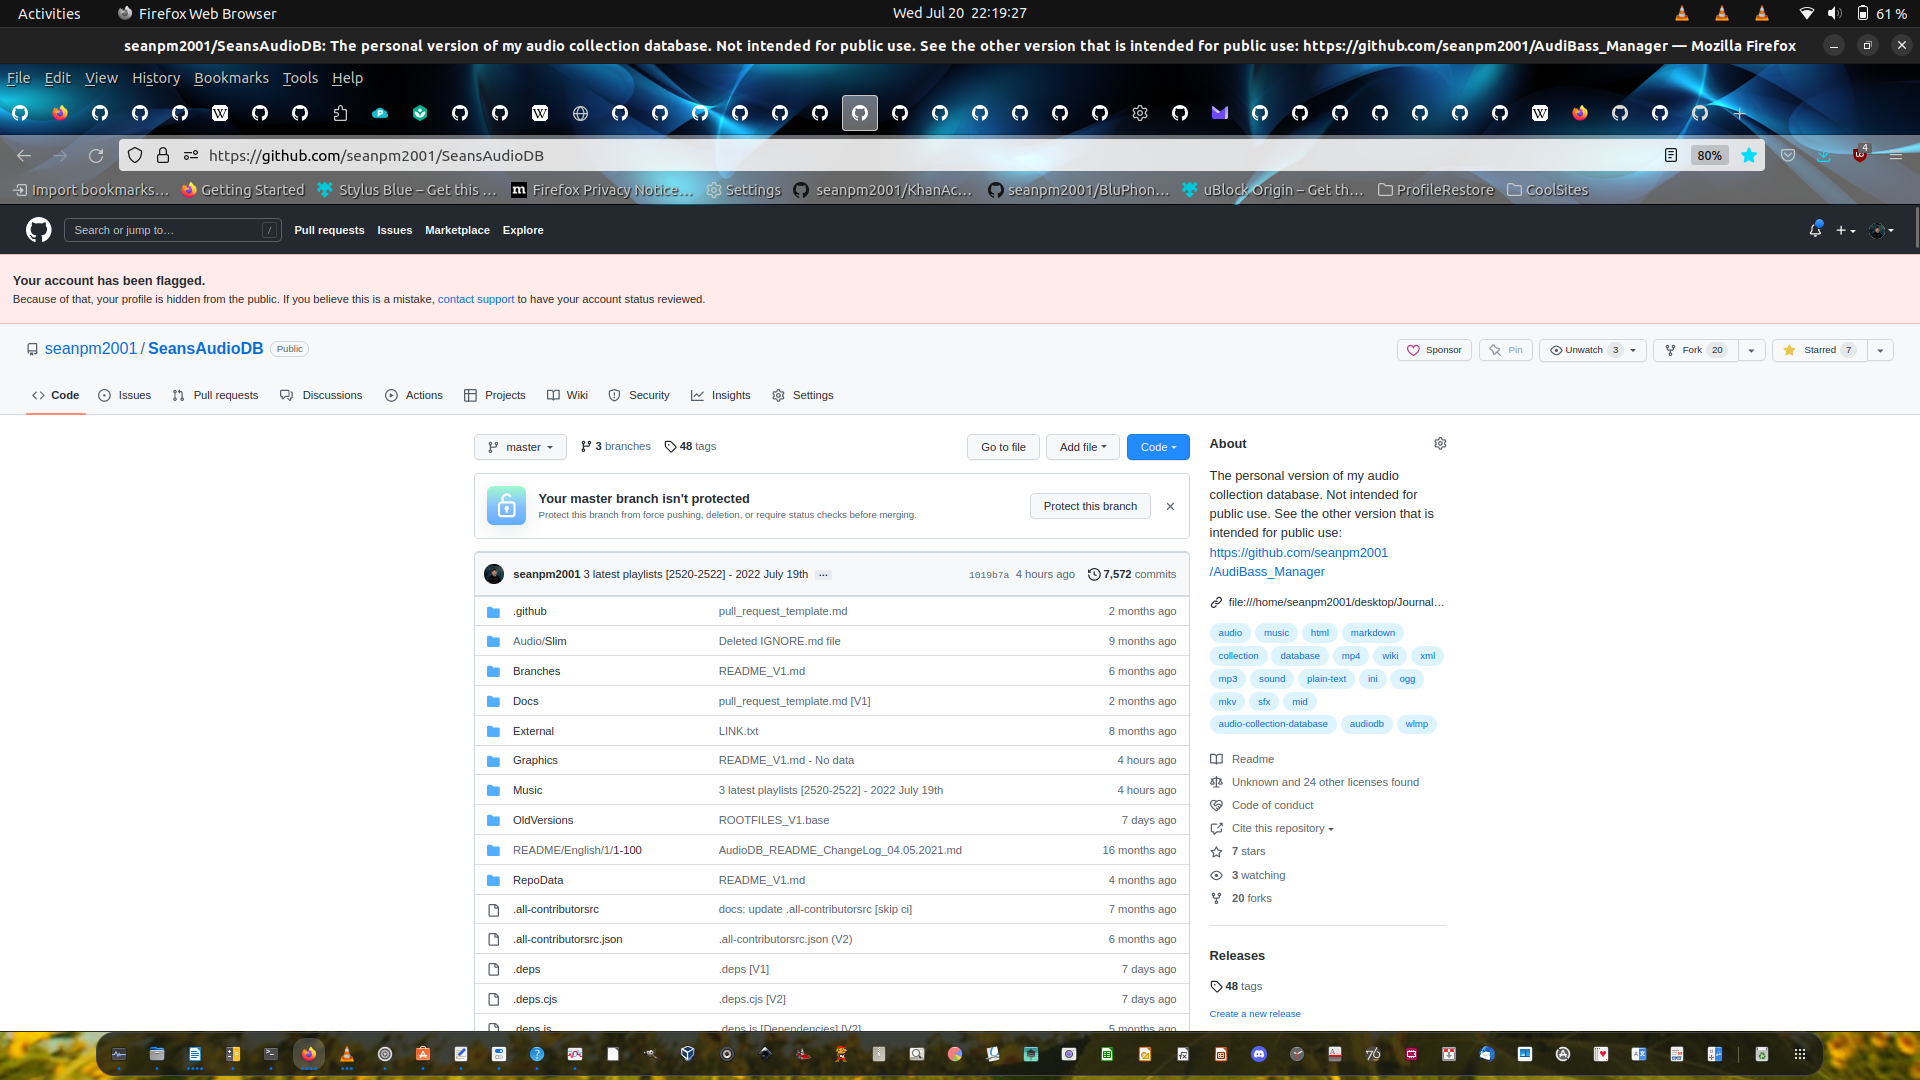 Activities
Firefox Web Browser
Wed Jul 20 22:19:27
61 %
seanpm2001/SeansAudioDB: The personal version of my audio collection database. Not intended for public use. See the other version that is intended for public use: https://github.com/seanpm2001/AudiBass_Manager — Mozilla Firefox
File Edit View History Bookmarks Tools Help
https://github.com/seanpm2001/SeansAudioDB
80%
4
Import bookmarks…
Getting Started
Stylus Blue – Get this …
Firefox Privacy Notice…
Settings
seanpm2001/KhanAc…
seanpm2001/BluPhon…
uBlock Origin – Get th…
ProfileRestore
CoolSites
Search or jump to…
/
Pull requests
Issues
Marketplace
Explore
Your account has been flagged.
Because of that, your profile is hidden from the public. If you believe this is a mistake, contact support to have your account status reviewed.
seanpm2001 / SeansAudioDB Public
Sponsor
Pin
Unwatch 3
Fork 20
Starred 7
Code
Issues
Pull requests
Discussions
Actions
Projects
Wiki
Security
Insights
Settings
master
3 branches
48 tags
Go to file
Add file
Code
Your master branch isn't protected
Protect this branch from force pushing, deletion, or require status checks before merging.
Protect this branch
seanpm2001 3 latest playlists [2520-2522] - 2022 July 19th ...
1019b7a 4 hours ago
7,572 commits
.github pull_request_template.md 2 months ago
Audio/Slim Deleted IGNORE.md file 9 months ago
Branches README_V1.md 6 months ago
Docs pull_request_template.md [V1] 2 months ago
External LINK.txt 8 months ago
Graphics README_V1.md - No data 4 hours ago
Music 3 latest playlists [2520-2522] - 2022 July 19th 4 hours ago
OldVersions ROOTFILES_V1.base 7 days ago
README/English/1/1-100 AudioDB_README_ChangeLog_04.05.2021.md 16 months ago
RepoData README_V1.md 4 months ago
.all-contributorsrc docs: update .all-contributorsrc [skip ci] 7 months ago
.all-contributorsrc.json .all-contributorsrc.json (V2) 6 months ago
.deps .deps [V1] 7 days ago
.deps.cjs .deps.cjs [V2] 7 days ago
.deps.js .deps.js [Dependencies] [V2] 5 months ago
About
The personal version of my audio
collection database. Not intended for
public use. See the other version that is
intended for public use:
https://github.com/seanpm2001
/AudiBass_Manager
file:///home/seanpm2001/desktop/Journal…
audio music html markdown
collection database mp4 wiki xml
mp3 sound plain-text ini ogg
mkv sfx mid
audio-collection-database audiodb wlmp
Readme
Unknown and 24 other licenses found
Code of conduct
Cite this repository
7 stars
3 watching
20 forks
Releases
48 tags
Create a new release